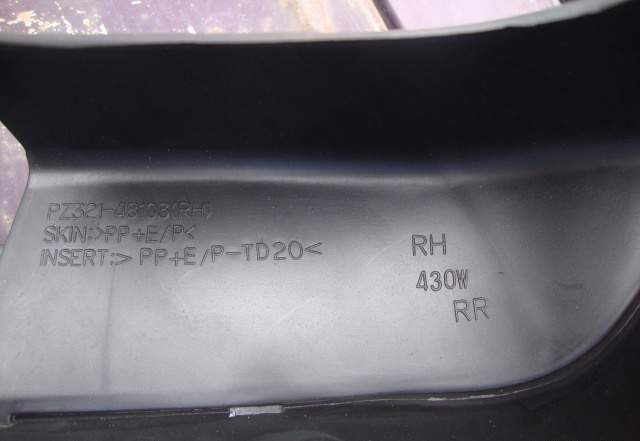 PZ321-48103(RH)
SKIN:>PP+E/P<
INSERT:> PP+E/P-TD20<
RH
430W
RR